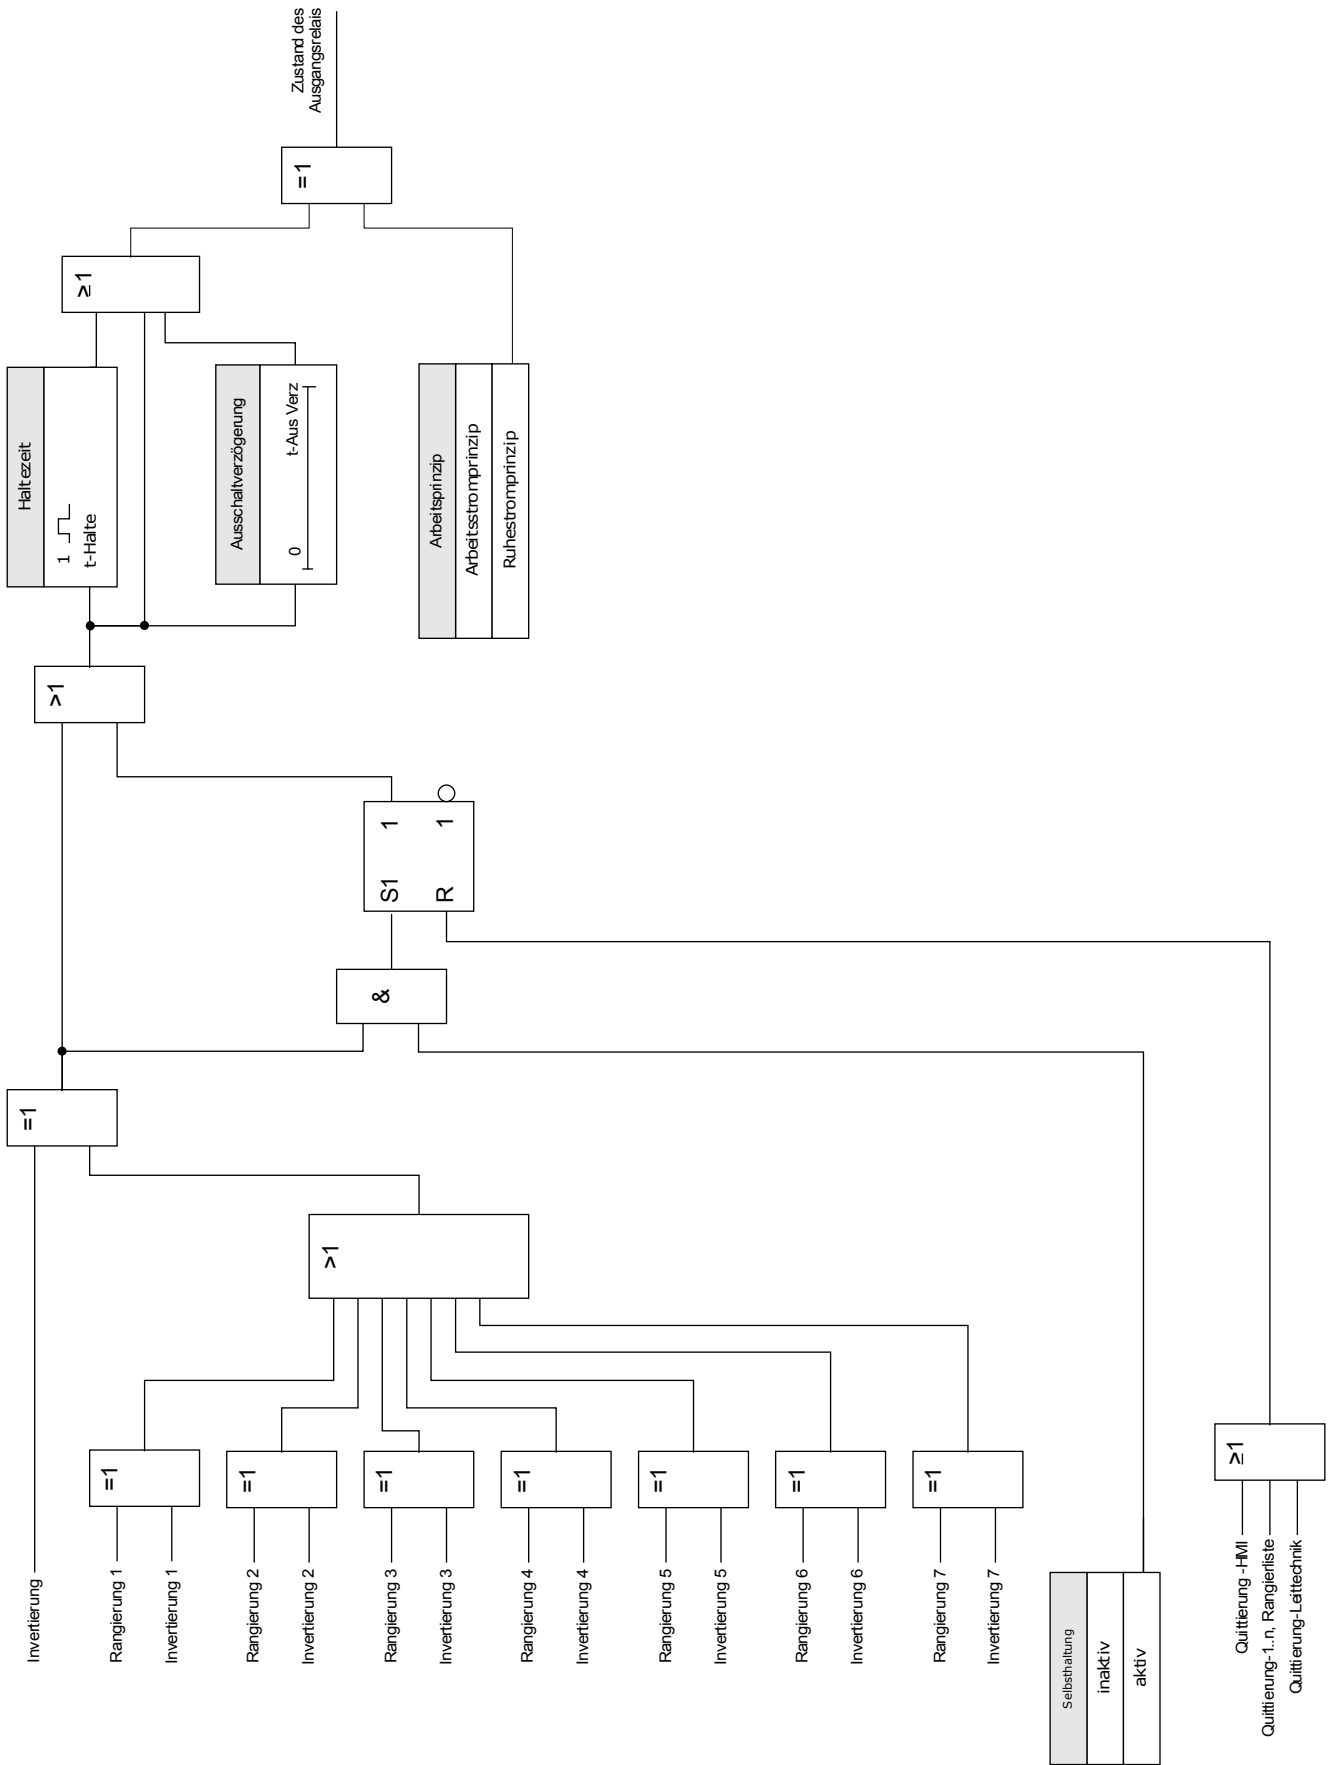 Invertierung
Rangierung 1
Invertierung 1
Rangierung 2
Invertierung 2
Rangierung 3
Invertierung 3
Rangierung 4
Invertierung 4
Rangierung 5
Invertierung 5
Rangierung 6
Invertierung 6
Rangierung 7
Invertierung 7
Selbsthaltung
inaktiv
aktiv
Quittierung -HMI
Quittierung-1..n, Rangierliste
Quittierung-Leittechnik
=1
=1
=1
=1
=1
=1
=1
≥1
>1
=1
&
S1 1
R 1
>1
Haltezeit
1
t-Halte
Ausschaltverzögerung
0 t-Aus Verz
Arbeitsprinzip
Arbeitsstromprinzip
Ruhestromprinzip
≥1
=1
Zustand des
Ausgangsrelais